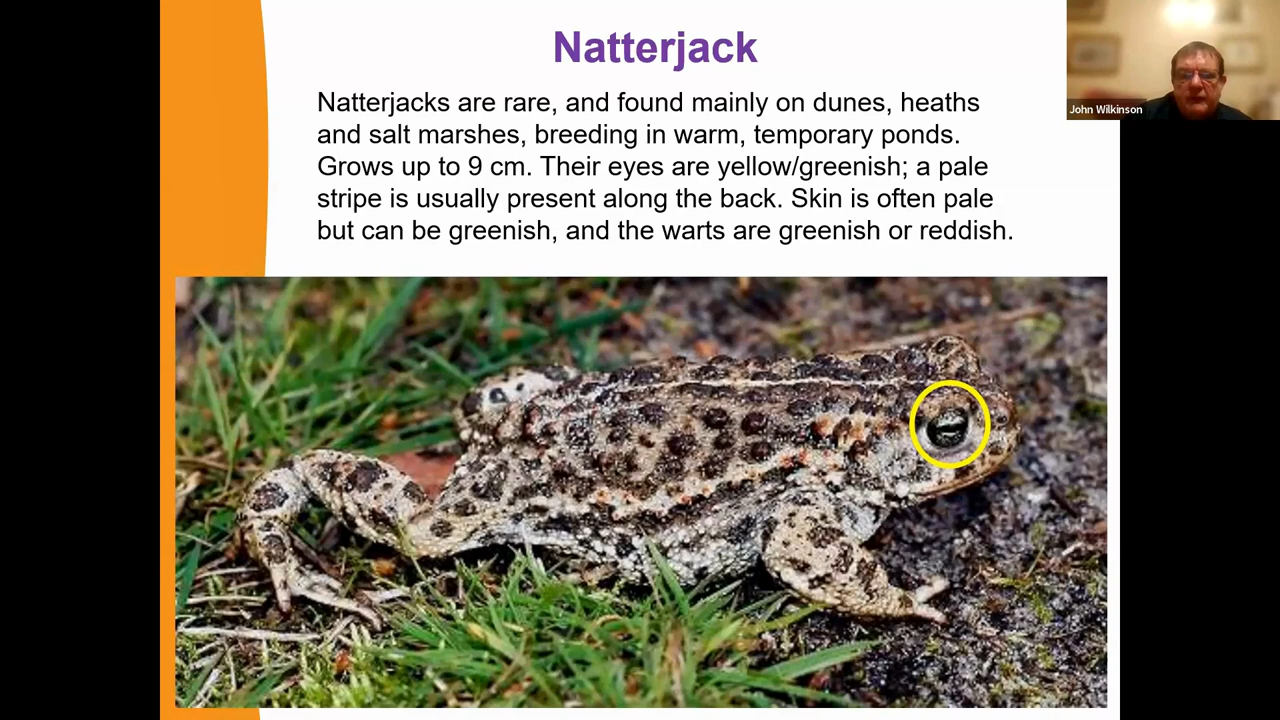 Natterjack
Natterjacks are rare, and found mainly on dunes, heaths
and salt marshes, breeding in warm, temporary ponds.
Grows up to 9 cm. Their eyes are yellow/greenish; a pale
stripe is usually present along the back. Skin is often pale
but can be greenish, and the warts are greenish or reddish.
John Wilkinson